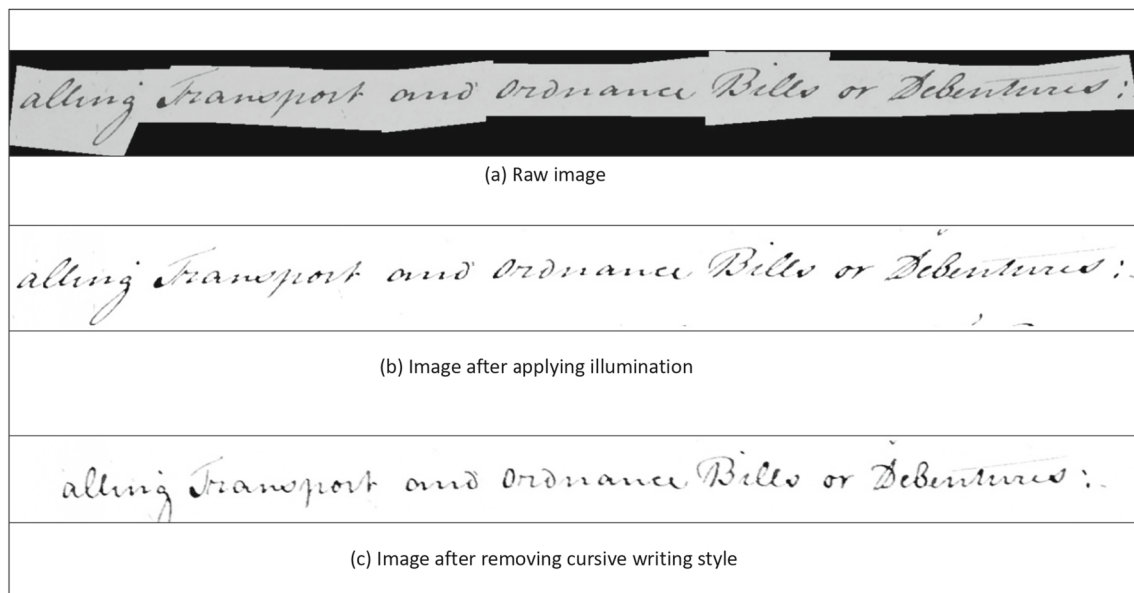 alling Transport and Ordnance Bills or Debentures:
(a) Raw image
alling Transport and Ordnance Bills or Debentures:
(b) Image after applying illumination
alling Transport and Ordnance Bills or Debentures:
(c) Image after removing cursive writing style